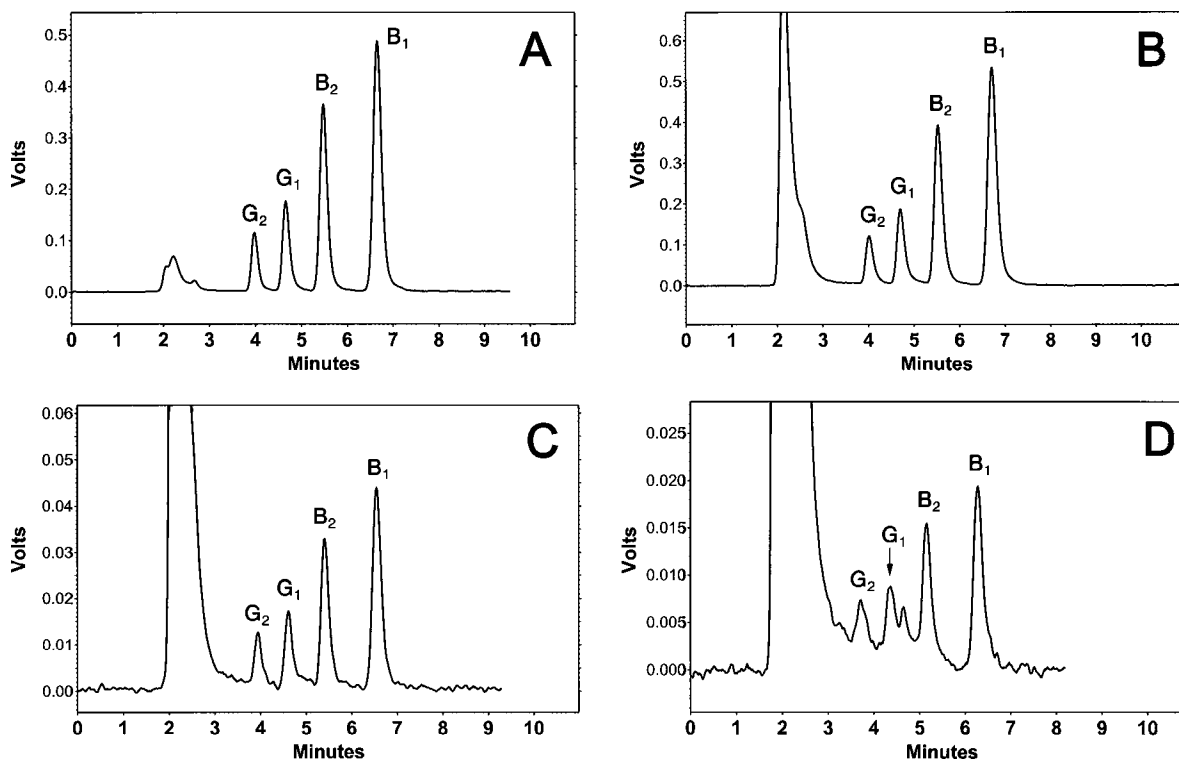 A
0.5
0.4
0.3
0.2
0.1
0.0
Volts
G2
G1
B2
B1
0 1 2 3 4 5 6 7 8 9 10
Minutes
B
0.6
0.5
0.4
0.3
0.2
0.1
0.0
Volts
G2
G1
B2
B1
0 1 2 3 4 5 6 7 8 9 10
Minutes
C
0.06
0.05
0.04
0.03
0.02
0.01
0.00
Volts
G2
G1
B2
B1
0 1 2 3 4 5 6 7 8 9 10
Minutes
D
0.025
0.020
0.015
0.010
0.005
0.000
Volts
G2
G1
B2
B1
0 1 2 3 4 5 6 7 8 9 10
Minutes